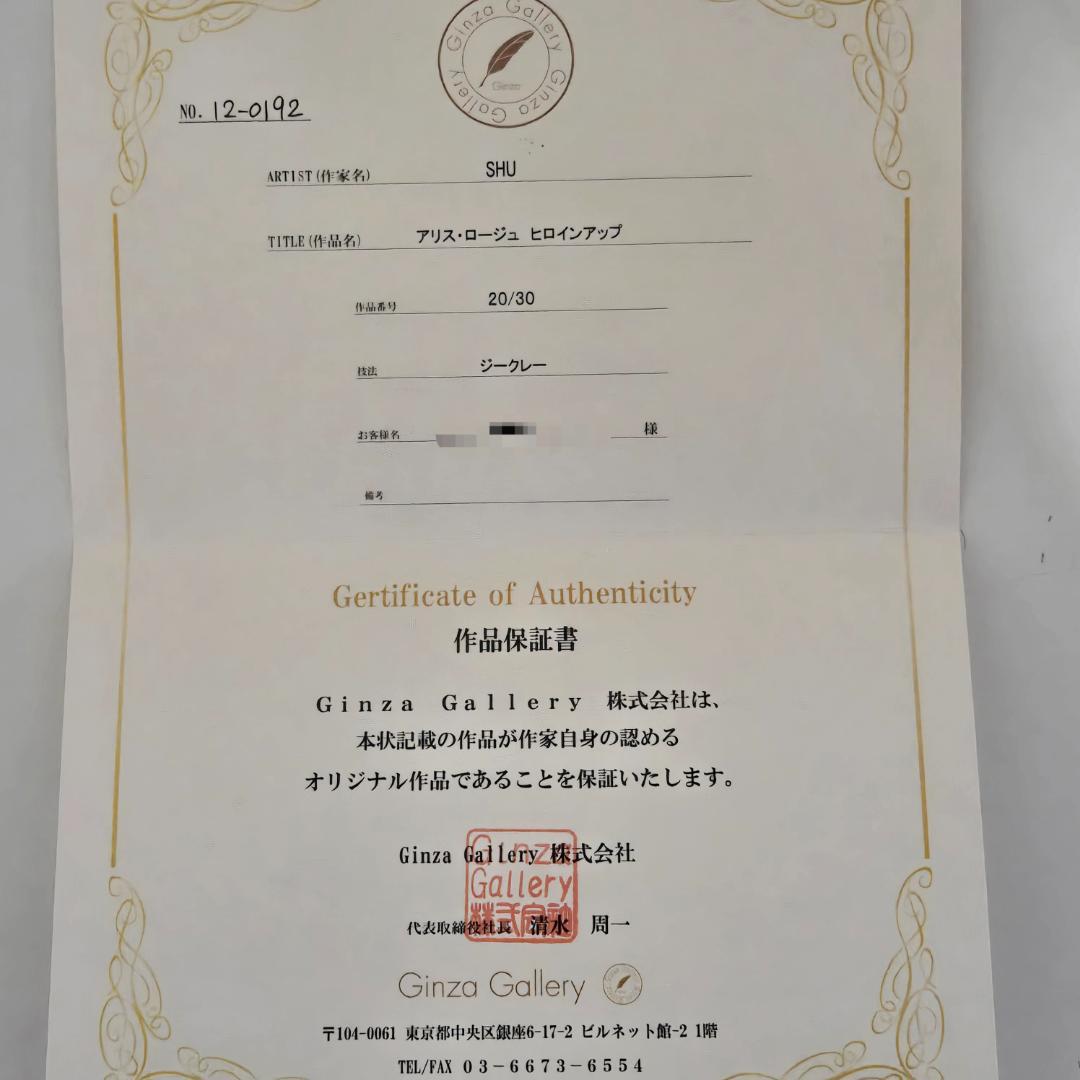 Ginza Gallery Ginza Gallery
Ginza
NO. 12-0192
ARTIST(作家名) SHU
TITLE(作品名) アリス・ロージュ ヒロインアップ
作品番号 20/30
技法 ジークレー
お客様名 様
備考
Gertificate of Authenticity
作品保証書
Ginza Gallery 株式会社は、
本状記載の作品が作家自身の認める
オリジナル作品であることを保証いたします。
Ginza Gallery 株式会社
Ginza
Gallery
株式会社
代表取締役社長 清水 周一
Ginza Gallery
〒104-0061 東京都中央区銀座6-17-2 ビルネット館-2 1階
TEL/FAX 03-6673-6554